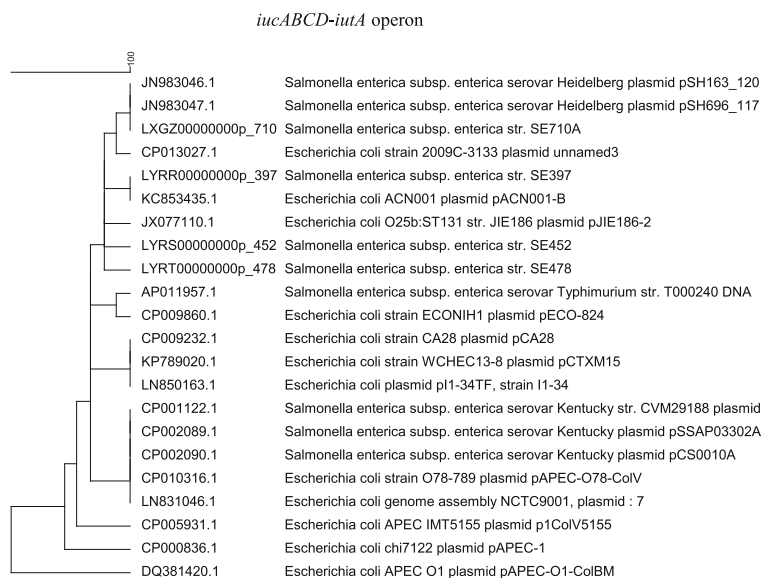 iucABCD-iutA operon
100
JN983046.1 Salmonella enterica subsp. enterica serovar Heidelberg plasmid pSH163_120
JN983047.1 Salmonella enterica subsp. enterica serovar Heidelberg plasmid pSH696_117
LXGZ00000000p_710 Salmonella enterica subsp. enterica str. SE710A
CP013027.1 Escherichia coli strain 2009C-3133 plasmid unnamed3
LYRR00000000p_397 Salmonella enterica subsp. enterica str. SE397
KC853435.1 Escherichia coli ACN001 plasmid pACN001-B
JX077110.1 Escherichia coli O25b:ST131 str. JIE186 plasmid pJIE186-2
LYRS00000000p_452 Salmonella enterica subsp. enterica str. SE452
LYRT00000000p_478 Salmonella enterica subsp. enterica str. SE478
AP011957.1 Salmonella enterica subsp. enterica serovar Typhimurium str. T000240 DNA
CP009860.1 Escherichia coli strain ECONIH1 plasmid pECO-824
CP009232.1 Escherichia coli strain CA28 plasmid pCA28
KP789020.1 Escherichia coli strain WCHEC13-8 plasmid pCTXM15
LN850163.1 Escherichia coli plasmid pI1-34TF, strain I1-34
CP001122.1 Salmonella enterica subsp. enterica serovar Kentucky str. CVM29188 plasmid
CP002089.1 Salmonella enterica subsp. enterica serovar Kentucky plasmid pSSAP03302A
CP002090.1 Salmonella enterica subsp. enterica serovar Kentucky plasmid pCS0010A
CP010316.1 Escherichia coli strain O78-789 plasmid pAPEC-O78-ColV
LN831046.1 Escherichia coli genome assembly NCTC9001, plasmid : 7
CP005931.1 Escherichia coli APEC IMT5155 plasmid p1ColV5155
CP000836.1 Escherichia coli chi7122 plasmid pAPEC-1
DQ381420.1 Escherichia coli APEC O1 plasmid pAPEC-O1-ColBM